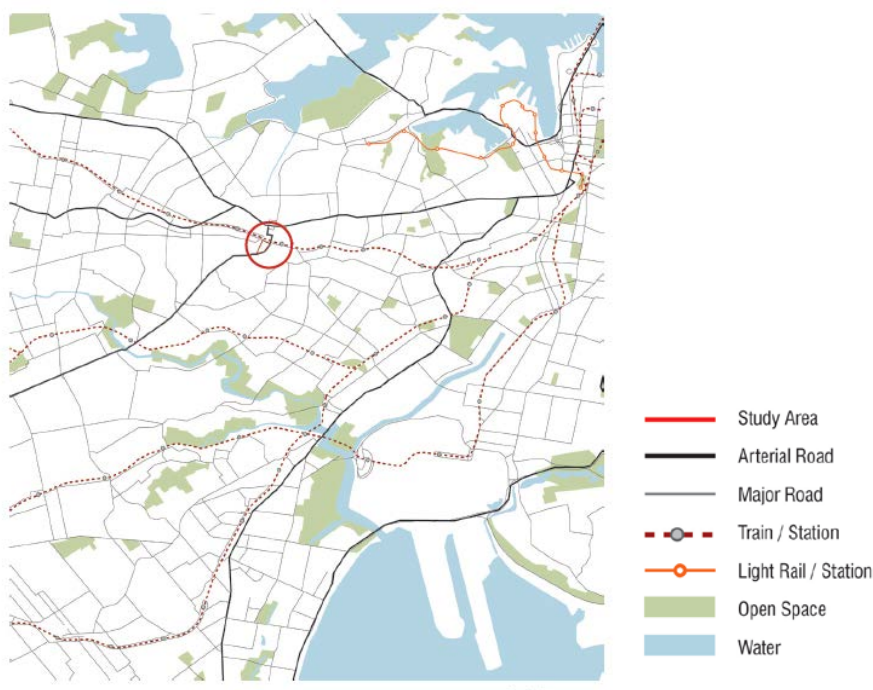 Study Area
Arterial Road
Major Road
Train / Station
Light Rail / Station
Open Space
Water